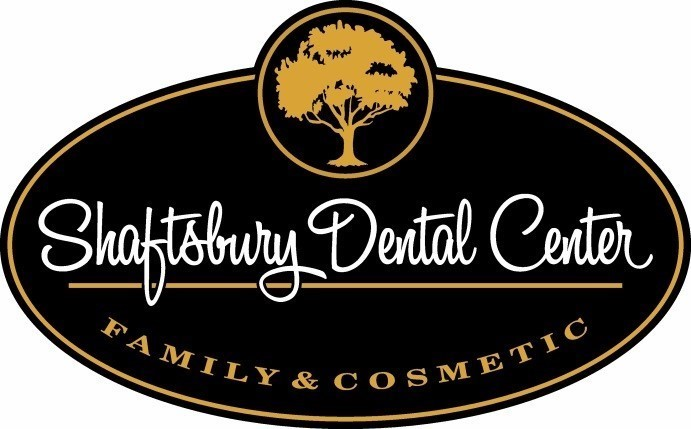 Shaftsbury Dental Center
FAMILY & COSMETIC